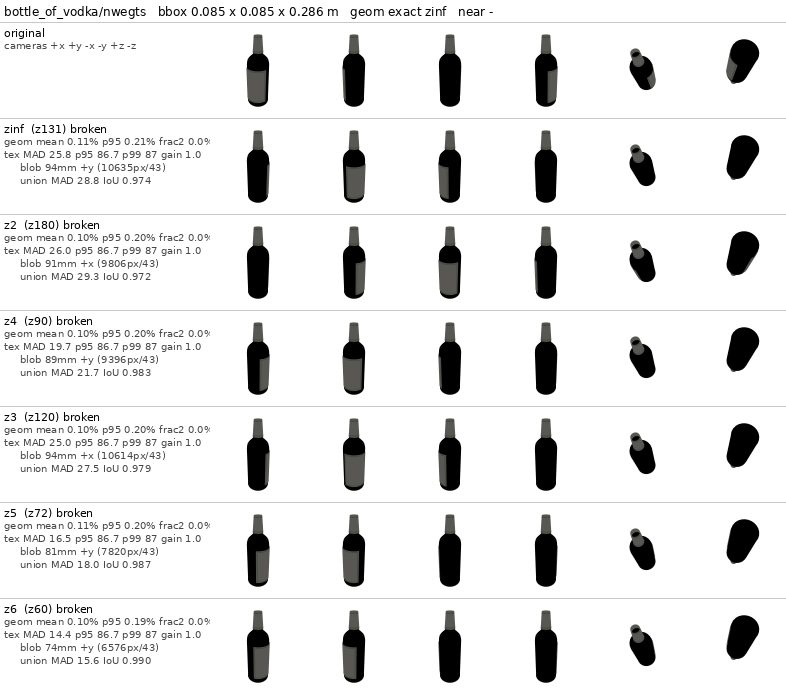 bottle_of_vodka/nwegts bbox 0.085 x 0.085 x 0.286 m geom exact zinf near -
original
cameras +x +y -x -y +z -z
zinf (z131) broken
geom mean 0.11% p95 0.21% frac2 0.0%
tex MAD 25.8 p95 86.7 p99 87 gain 1.0
blob 94mm +y (10635px/43)
union MAD 28.8 IoU 0.974
z2 (z180) broken
geom mean 0.10% p95 0.20% frac2 0.0%
tex MAD 26.0 p95 86.7 p99 87 gain 1.0
blob 91mm +x (9806px/43)
union MAD 29.3 IoU 0.972
z4 (z90) broken
geom mean 0.10% p95 0.20% frac2 0.0%
tex MAD 19.7 p95 86.7 p99 87 gain 1.0
blob 89mm +y (9396px/43)
union MAD 21.7 IoU 0.983
z3 (z120) broken
geom mean 0.10% p95 0.20% frac2 0.0%
tex MAD 25.0 p95 86.7 p99 87 gain 1.0
blob 94mm +x (10614px/43)
union MAD 27.5 IoU 0.979
z5 (z72) broken
geom mean 0.11% p95 0.20% frac2 0.0%
tex MAD 16.5 p95 86.7 p99 87 gain 1.0
blob 81mm +y (7820px/43)
union MAD 18.0 IoU 0.987
z6 (z60) broken
geom mean 0.10% p95 0.19% frac2 0.0%
tex MAD 14.4 p95 86.7 p99 87 gain 1.0
blob 74mm +y (6576px/43)
union MAD 15.6 IoU 0.990